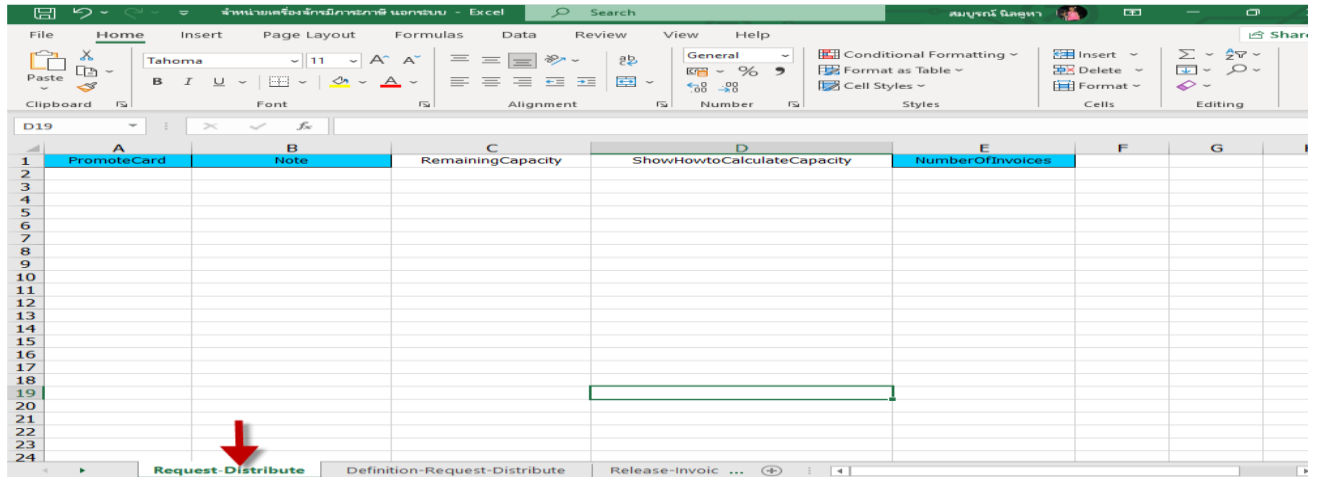 จำหน่ายเครื่องจักรมีภาระภาษี นอกระบบ - Excel Search สมบูรณ์ นิลดูหา
File Home Insert Page Layout Formulas Data Review View Help Share
Paste
Tahoma 11 A^ A˅
B I U A
ab
General
% 9
.00 .00
Conditional Formatting
Format as Table
Cell Styles
Insert
Delete
Format
Clipboard Font Alignment Number Styles Cells Editing
D19 fx
A B C D E F G
1 PromoteCard Note RemainingCapacity ShowHowtoCalculateCapacity NumberOfInvoices
2
3
4
5
6
7
8
9
10
11
12
13
14
15
16
17
18
19
20
21
22
23
24
Request-Distribute Definition-Request-Distribute Release-Invoic ...